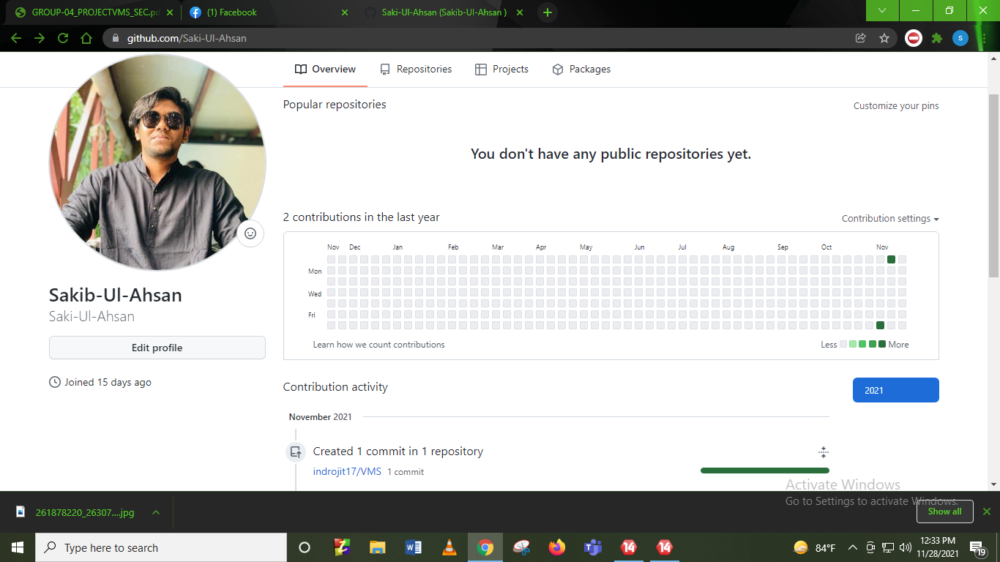 GROUP-04_PROJECTVMS_SEC.pd
(1) Facebook
Saki-Ul-Ahsan (Sakib-Ul-Ahsan )
github.com/Saki-Ul-Ahsan
S
Overview
Repositories
Projects
Packages
Popular repositories
Customize your pins
You don't have any public repositories yet.
2 contributions in the last year
Contribution settings
Nov Dec Jan Feb Mar Apr May Jun Jul Aug Sep Oct Nov
Mon
Wed
Fri
Learn how we count contributions
Less More
Sakib-Ul-Ahsan
Saki-Ul-Ahsan
Edit profile
Joined 15 days ago
Contribution activity
2021
November 2021
Created 1 commit in 1 repository
indrojit17/VMS 1 commit
Activate Windows
Go to Settings to activate Windows.
261878220_26307....jpg
Show all
Type here to search
14
14
84°F
12:33 PM
11/28/2021
19